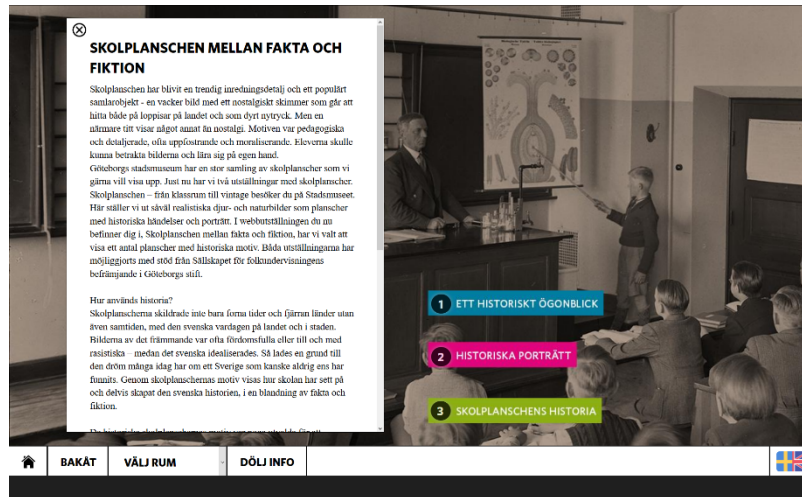 SKOLPLANSCHEN MELLAN FAKTA OCH
FIKTION
Skolplanschen har blivit en trendig inredningsdetalj och ett populärt
samlarobjekt - en vacker bild med ett nostalgiskt skimmer som går att
hitta både på loppisar på landet och som dyrt nytryck. Men en
närmare titt visar något annat än nostalgi. Motiven var pedagogiska
och detaljerade, ofta uppfostrande och moraliserande. Eleverna skulle
kunna betrakta bilderna och lära sig på egen hand.
Göteborgs stadsmuseum har en stor samling av skolplanscher som vi
gärna vill visa upp. Just nu har vi två utställningar med skolplanscher.
Skolplanschen – från klassrum till vintage besöker du på Stadsmuseet.
Här ställer vi ut såväl realistiska djur- och naturbilder som planscher
med historiska händelser och porträtt. I webbutställningen du nu
befinner dig i, Skolplanschen mellan fakta och fiktion, har vi valt att
visa ett antal planscher med historiska motiv. Båda utställningarna har
möjliggjorts med stöd från Sällskapet för folkundervisningens
befrämjande i Göteborgs stift.
Hur används historia?
Skolplanscherna skildrade inte bara forna tider och fjärran länder utan
även samtiden, med den svenska vardagen på landet och i staden.
Bilderna av det främmande var ofta fördomsfulla eller till och med
rasistiska – medan det svenska idealiserades. Så lades en grund till
den dröm många idag har om ett Sverige som kanske aldrig ens har
funnits. Genom skolplanschernas motiv visas hur skolan har sett på
och delvis skapat den svenska historien, i en blandning av fakta och
fiktion.
1 ETT HISTORISKT ÖGONBLICK
2 HISTORISKA PORTRÄTT
3 SKOLPLANSCHENS HISTORIA
BAKÅT
VÄLJ RUM
DÖLJ INFO